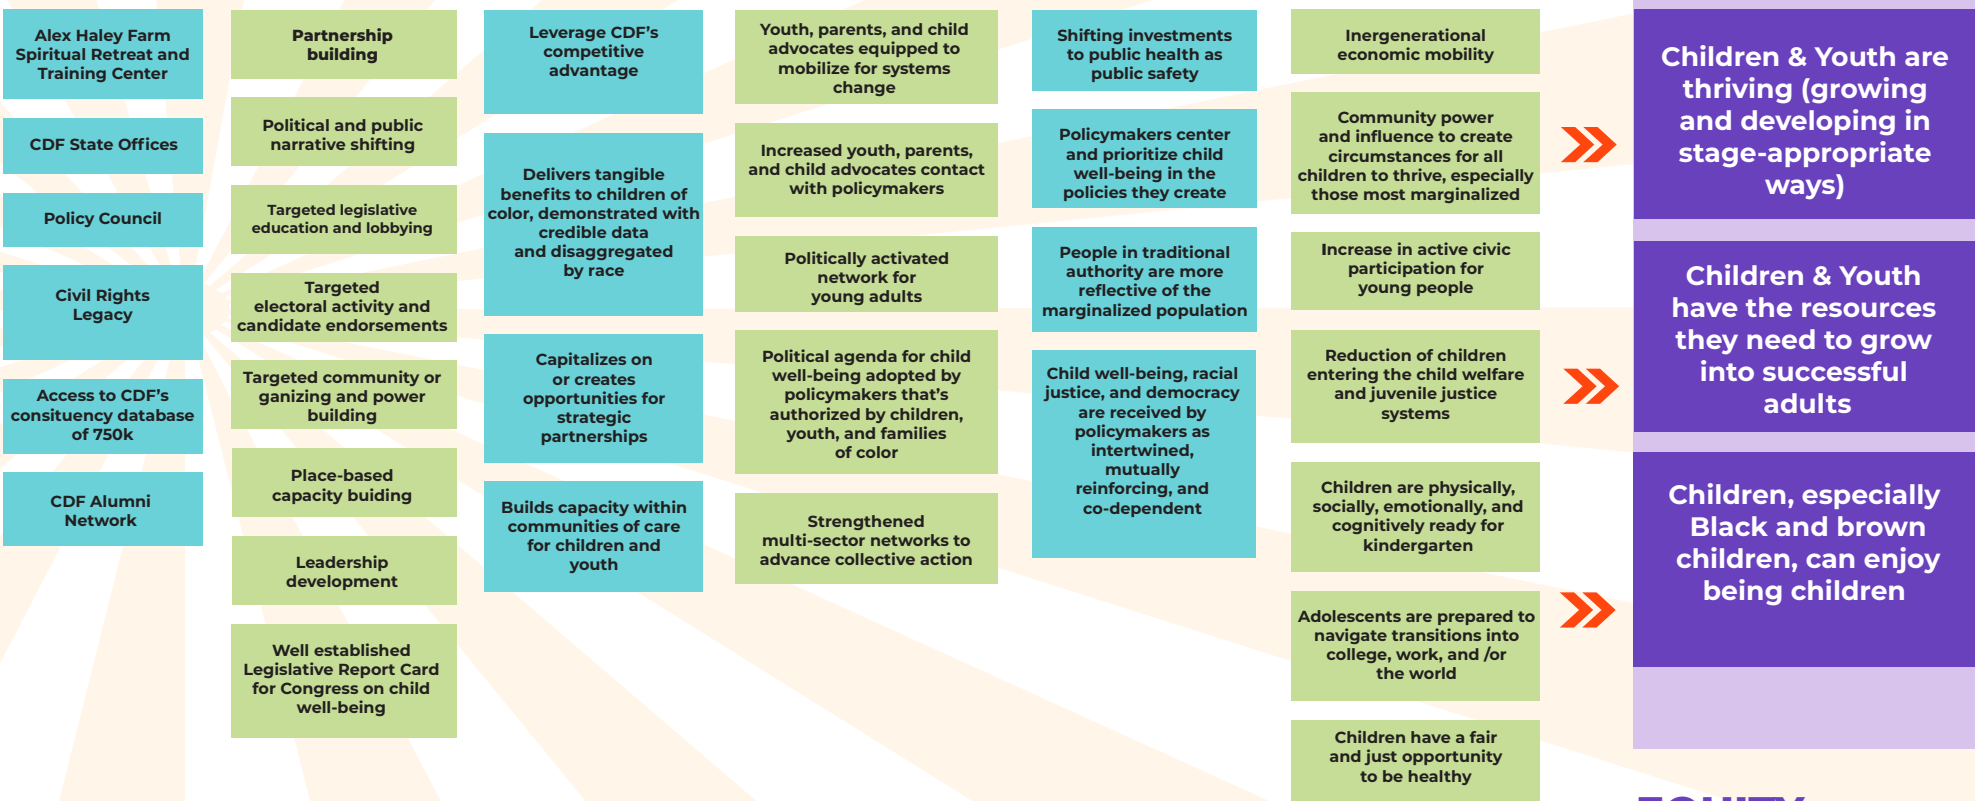 Alex Haley Farm
Spiritual Retreat and
Training Center
CDF State Offices
Policy Council
Civil Rights
Legacy
Access to CDF's
consituency database
of 750k
CDF Alumni
Network
Partnership
building
Political and public
narrative shifting
Targeted legislative
education and lobbying
Targeted
electoral activity and
candidate endorsements
Targeted community or
ganizing and power
building
Place-based
capacity buiding
Leadership
development
Well established
Legislative Report Card
for Congress on child
well-being
Leverage CDF's
competitive
advantage
Delivers tangible
benefits to children of
color, demonstrated with
credible data
and disaggregated
by race
Capitalizes on
or creates
opportunities for
strategic
partnerships
Builds capacity within
communities of care
for children and
youth
Youth, parents, and child
advocates equipped to
mobilize for systems
change
Increased youth, parents,
and child advocates contact
with policymakers
Politically activated
network for
young adults
Political agenda for child
well-being adopted by
policymakers that's
authorized by children,
youth, and families
of color
Strengthened
multi-sector networks to
advance collective action
Shifting investments
to public health as
public safety
Policymakers center
and prioritize child
well-being in the
policies they create
People in traditional
authority are more
reflective of the
marginalized population
Child well-being, racial
justice, and democracy
are received by
policymakers as
intertwined,
mutually
reinforcing, and
co-dependent
Inergenerational
economic mobility
Community power
and influence to create
circumstances for all
children to thrive, especially
those most marginalized
Increase in active civic
participation for
young people
Reduction of children
entering the child welfare
and juvenile justice
systems
Children are physically,
socially, emotionally, and
cognitively ready for
kindergarten
Adolescents are prepared to
navigate transitions into
college, work, and /or
the world
Children have a fair
and just opportunity
to be healthy
Children & Youth are
thriving (growing
and developing in
stage-appropriate
ways)
Children & Youth
have the resources
they need to grow
into successful
adults
Children, especially
Black and brown
children, can enjoy
being children
EQUITY